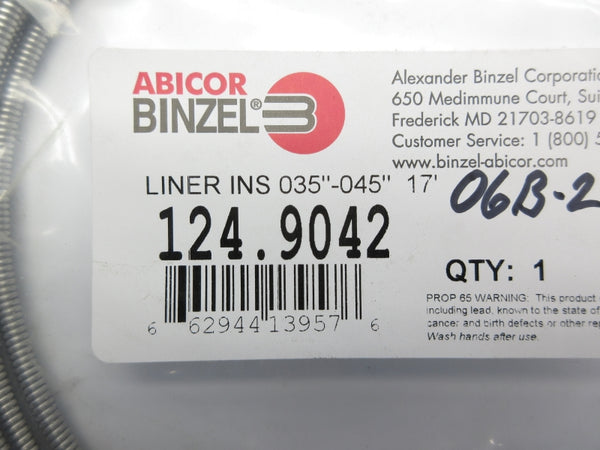 ABICOR
BINZEL®
Alexander Binzel Corporatio
650 Medimmune Court, Sui
Frederick MD 21703-8619
Customer Service: 1 (800) 5
www.binzel-abicor.com
LINER INS 035"-045" 17'
06B-2
124.9042
QTY: 1
6 62944 13957 6
PROP 65 WARNING: This product
including lead, known to the state of
cancer and birth defects or other rep
Wash hands after use.